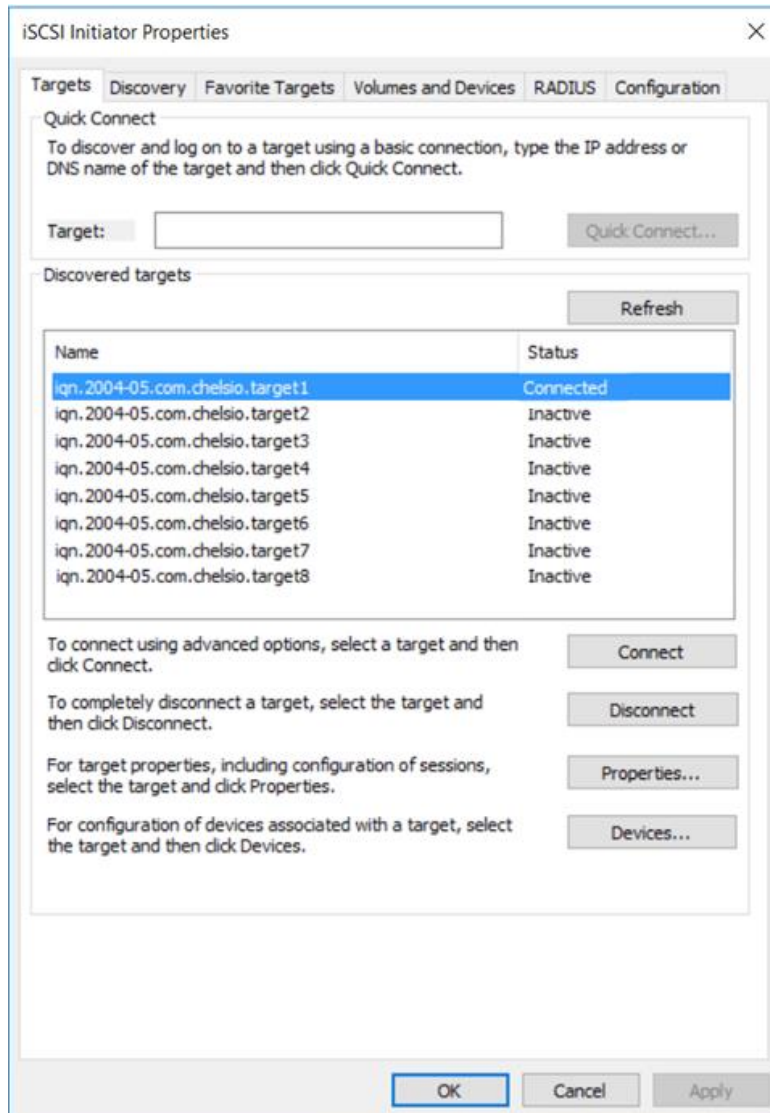 iSCSI Initiator Properties
Targets Discovery Favorite Targets Volumes and Devices RADIUS Configuration
Quick Connect
To discover and log on to a target using a basic connection, type the IP address or
DNS name of the target and then click Quick Connect.
Target:
Quick Connect...
Discovered targets
Refresh
Name Status
iqn.2004-05.com.chelsio.target1 Connected
iqn.2004-05.com.chelsio.target2 Inactive
iqn.2004-05.com.chelsio.target3 Inactive
iqn.2004-05.com.chelsio.target4 Inactive
iqn.2004-05.com.chelsio.target5 Inactive
iqn.2004-05.com.chelsio.target6 Inactive
iqn.2004-05.com.chelsio.target7 Inactive
iqn.2004-05.com.chelsio.target8 Inactive
To connect using advanced options, select a target and then
click Connect.
Connect
To completely disconnect a target, select the target and
then click Disconnect.
Disconnect
For target properties, including configuration of sessions,
select the target and click Properties.
Properties...
For configuration of devices associated with a target, select
the target and then click Devices.
Devices...
OK Cancel Apply